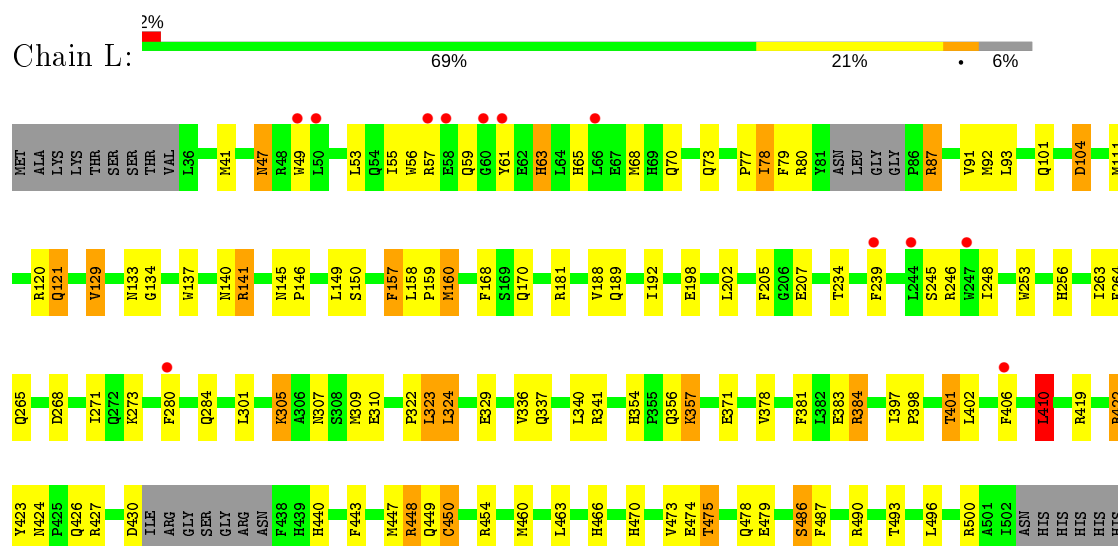 2%
Chain L:
69% 21% • 6%
MET ALA LYS LYS THR SER SER THR VAL L36 M41 N47 R48 W49 L50 L53 Q54 I55 W56 R57 E58 Q59 G60 Y61 E62 H63 L64 H65 L66 E67 M68 H69 Q70 Q73 P77 I78 F79 R80 Y81 ASN LEU GLY GLY P86 R87 V91 M92 L93 Q101 D104 M111
R120 Q121 V129 N133 G134 W137 N140 R141 N145 P146 L149 S150 F157 L158 P159 M160 F168 S169 Q170 R181 V188 Q189 I192 E198 L202 F205 G206 E207 T234 F239 L244 S245 R246 W247 I248 W253 H256 I263
Q265 D268 I271 Q272 K273 F280 Q284 L301 K305 A306 N307 S308 M309 E310 P322 L323 L324 E329 V336 Q337 L340 R341 H354 P355 Q356 K357 E371 V378 F381 L382 E383 R384 I397 P398 T401 L402 F406 L410 R419
Y423 N424 P425 Q426 R427 D430 ILE ARG GLY SER GLY ARG ASN F438 H439 H440 F443 M447 R448 Q449 C450 R454 M460 L463 H466 H470 V473 E474 T475 Q478 E479 S486 F487 R490 T493 L496 R500 A501 I502 ASN HIS HIS HIS HIS